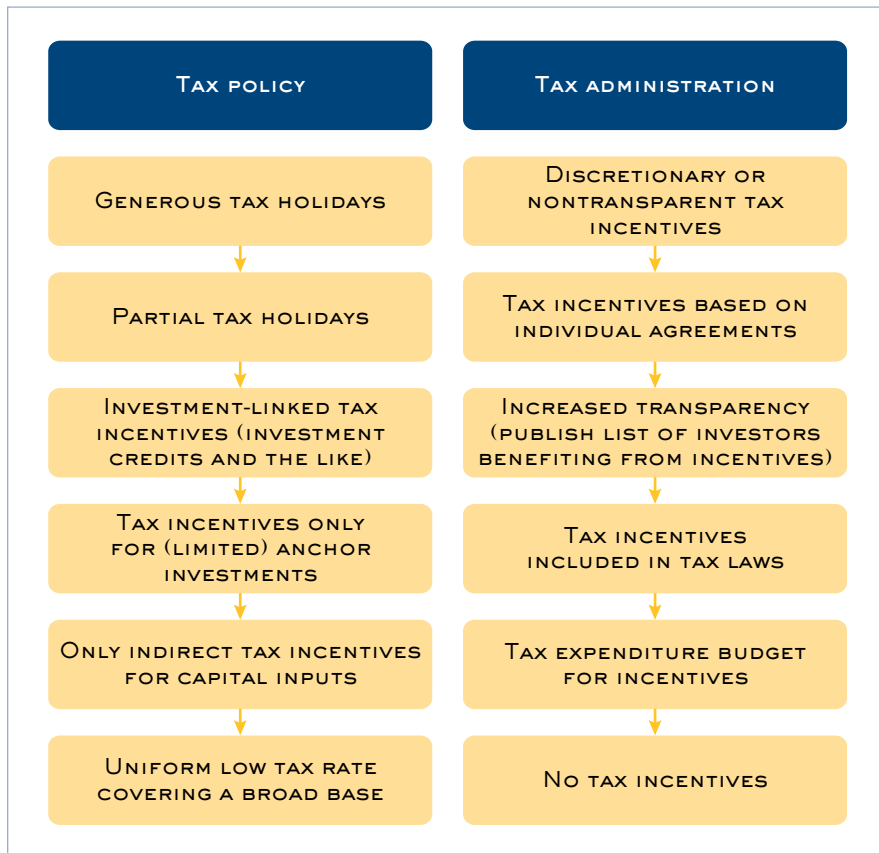 Tax policy
Generous tax holidays
Partial tax holidays
Investment-linked tax
incentives (investment
credits and the like)
Tax incentives only
for (limited) anchor
investments
Only indirect tax incentives
for capital inputs
Uniform low tax rate
covering a broad base
Tax administration
Discretionary or
nontransparent tax
incentives
Tax incentives based on
individual agreements
Increased transparency
(publish list of investors
benefiting from incentives)
Tax incentives
included in tax laws
Tax expenditure budget
for incentives
No tax incentives